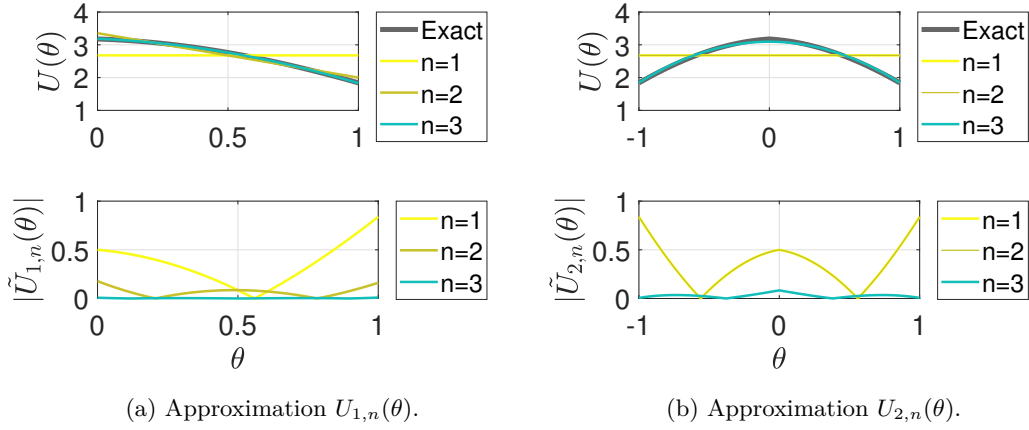 U(θ)
4
3
2
1
0
0.5
1
Exact
n=1
n=2
n=3
|Ũ₁,ₙ(θ)|
1
0.5
0
0
0.5
1
θ
n=1
n=2
n=3
(a) Approximation U₁,ₙ(θ).
U(θ)
4
3
2
1
-1
0
1
Exact
n=1
n=2
n=3
|Ũ₂,ₙ(θ)|
1
0.5
0
-1
0
1
θ
n=1
n=2
n=3
(b) Approximation U₂,ₙ(θ).